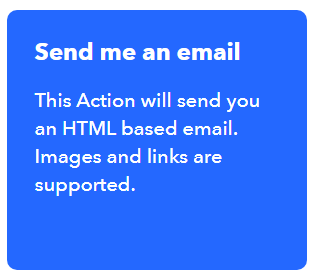 Send me an email
This Action will send you
an HTML based email.
Images and links are
supported.